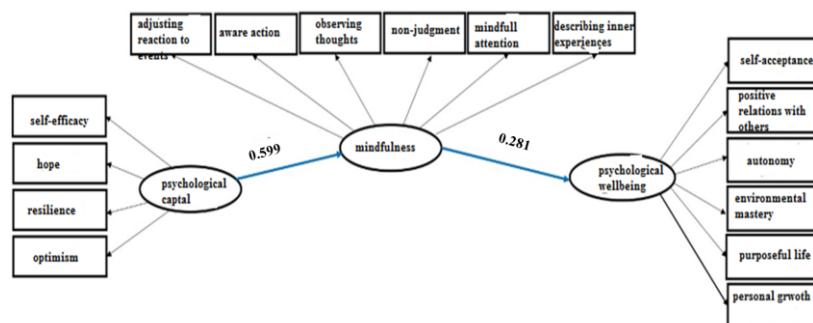 adjusting
reaction to
events
aware action
observing
thoughts
non-judgment
mindfull
attention
describing inner
experiences
self-efficacy
hope
resilience
optimism
psychological
captal
0.599
mindfulness
0.281
psychological
wellbeing
self-acceptance
positive
relations with
others
autonomy
environmental
mastery
purposeful life
personal grwoth